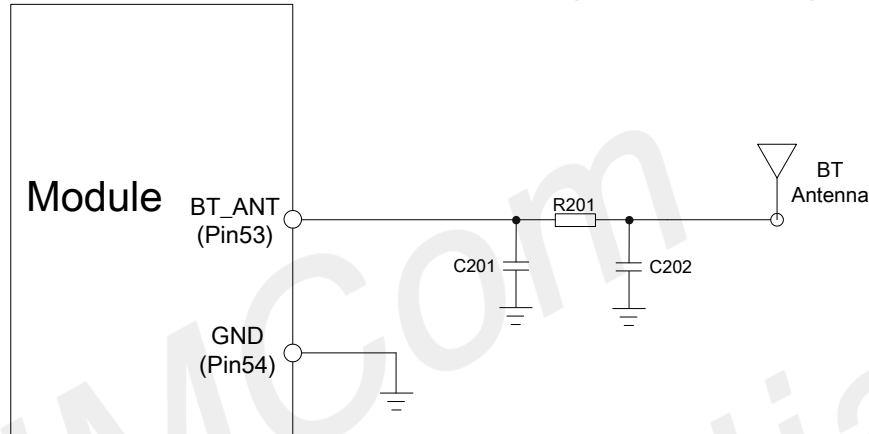 Module
BT_ANT
(Pin53)
GND
(Pin54)
C201
R201
C202
BT
Antenna